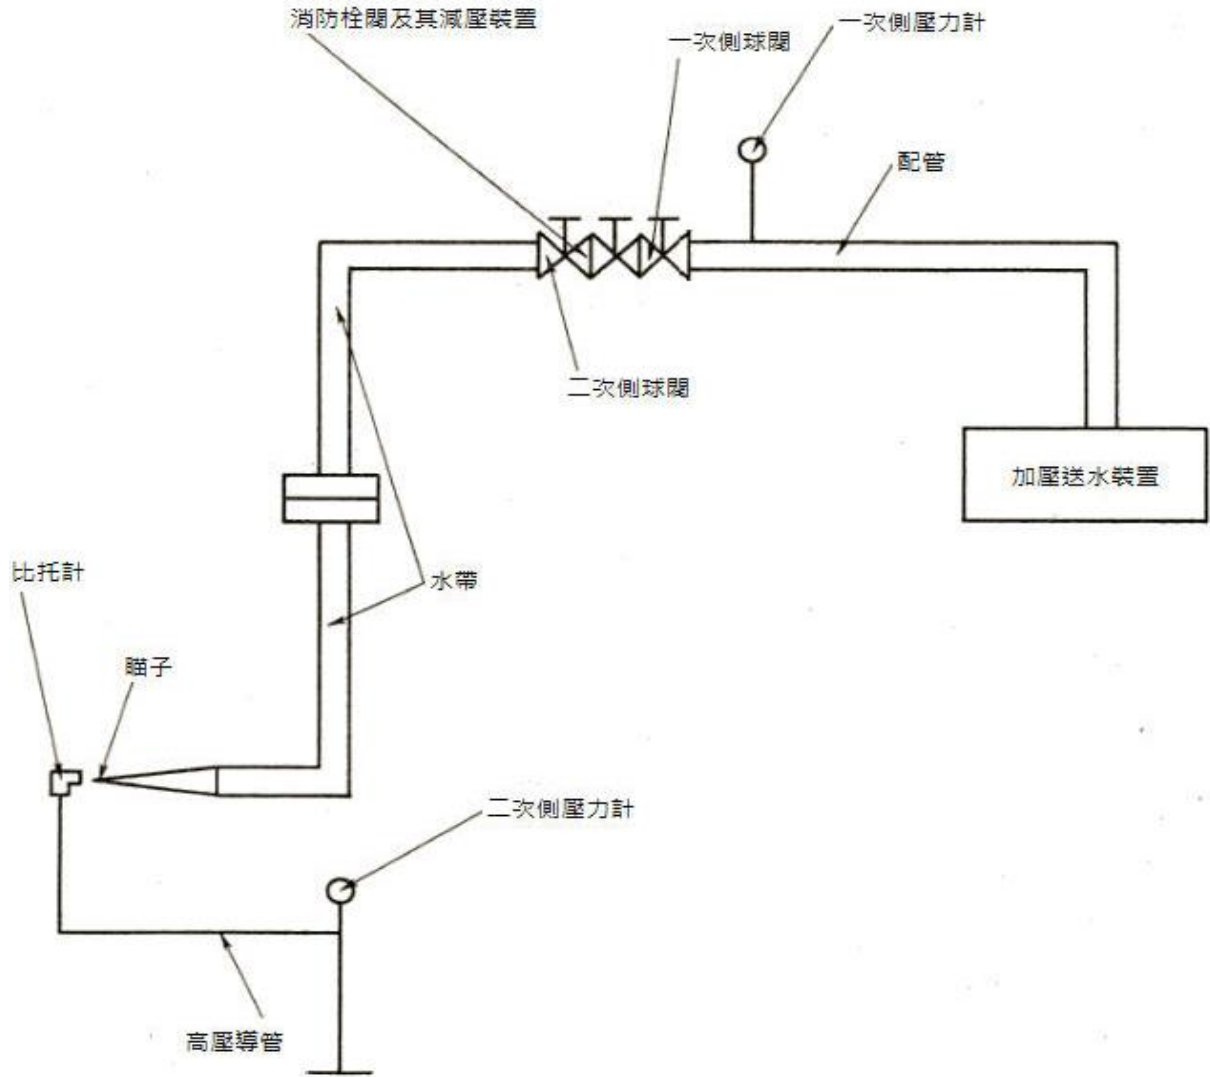 消防栓閥及其減壓裝置
一次側球閥
一次側壓力計
配管
二次側球閥
加壓送水裝置
比托計
水帶
瞄子
二次側壓力計
高壓導管